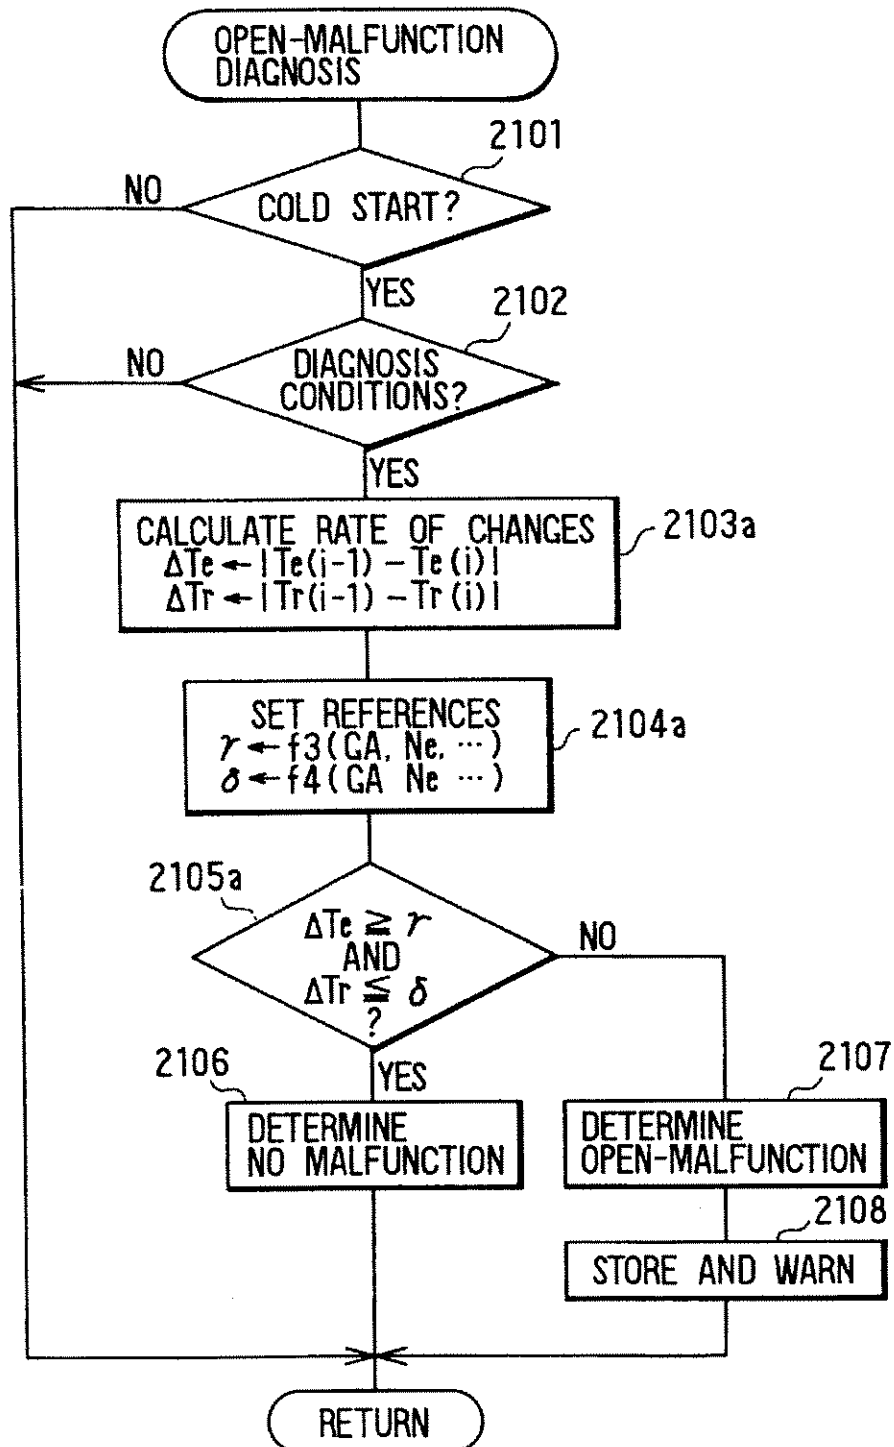 OPEN-MALFUNCTION
DIAGNOSIS
2101
NO
COLD START?
YES
2102
NO
DIAGNOSIS
CONDITIONS?
YES
CALCULATE RATE OF CHANGES
ΔTe ← |Te(i-1) − Te(i)|
ΔTr ← |Tr(i-1) − Tr(i)|
2103a
SET REFERENCES
γ ← f3(GA, Ne, ⋯)
δ ← f4(GA Ne ⋯)
2104a
2105a
ΔTe ≧ γ
AND
ΔTr ≦ δ
?
NO
YES
2106
DETERMINE
NO MALFUNCTION
2107
DETERMINE
OPEN-MALFUNCTION
2108
STORE AND WARN
RETURN